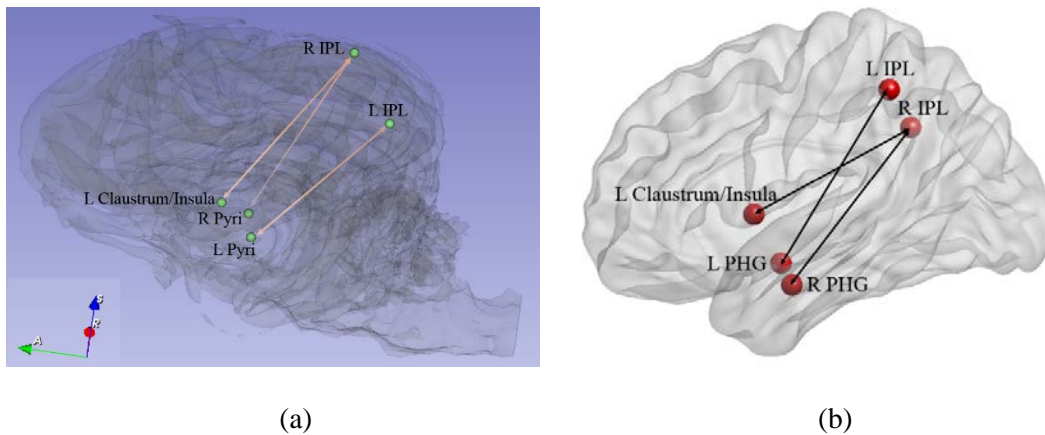 R IPL
L IPL
L Claustrum/Insula
R Pyri
L Pyri
S
R
A
L IPL
R IPL
L Claustrum/Insula
L PHG
R PHG
(a)
(b)